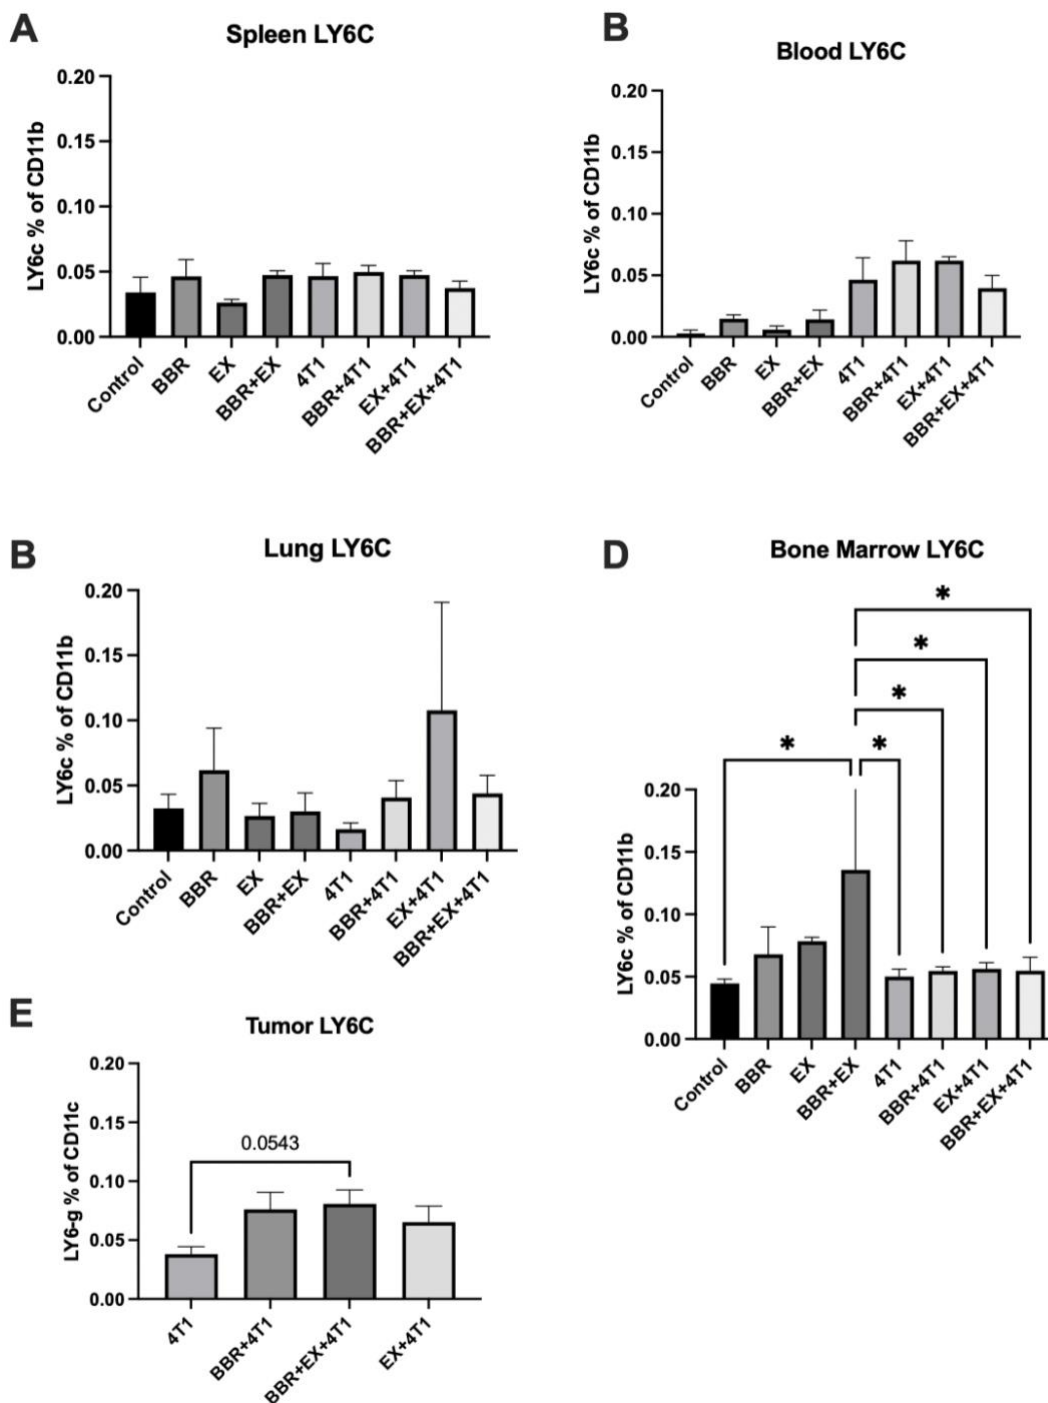 A
Spleen LY6C
LY6c % of CD11b
0.20
0.15
0.10
0.05
0.00
Control
BBR
EX
BBR+EX
4T1
BBR+4T1
EX+4T1
BBR+EX+4T1
B
Blood LY6C
LY6c % of CD11b
0.20
0.15
0.10
0.05
0.00
Control
BBR
EX
BBR+EX
4T1
BBR+4T1
EX+4T1
BBR+EX+4T1
B
Lung LY6C
LY6c % of CD11b
0.20
0.15
0.10
0.05
0.00
Control
BBR
EX
BBR+EX
4T1
BBR+4T1
EX+4T1
BBR+EX+4T1
D
Bone Marrow LY6C
*
*
*
*
*
LY6c % of CD11b
0.20
0.15
0.10
0.05
0.00
Control
BBR
EX
BBR+EX
4T1
BBR+4T1
EX+4T1
BBR+EX+4T1
E
Tumor LY6C
LY6-g % of CD11c
0.20
0.15
0.10
0.05
0.00
0.0543
4T1
BBR+4T1
BBR+EX+4T1
EX+4T1